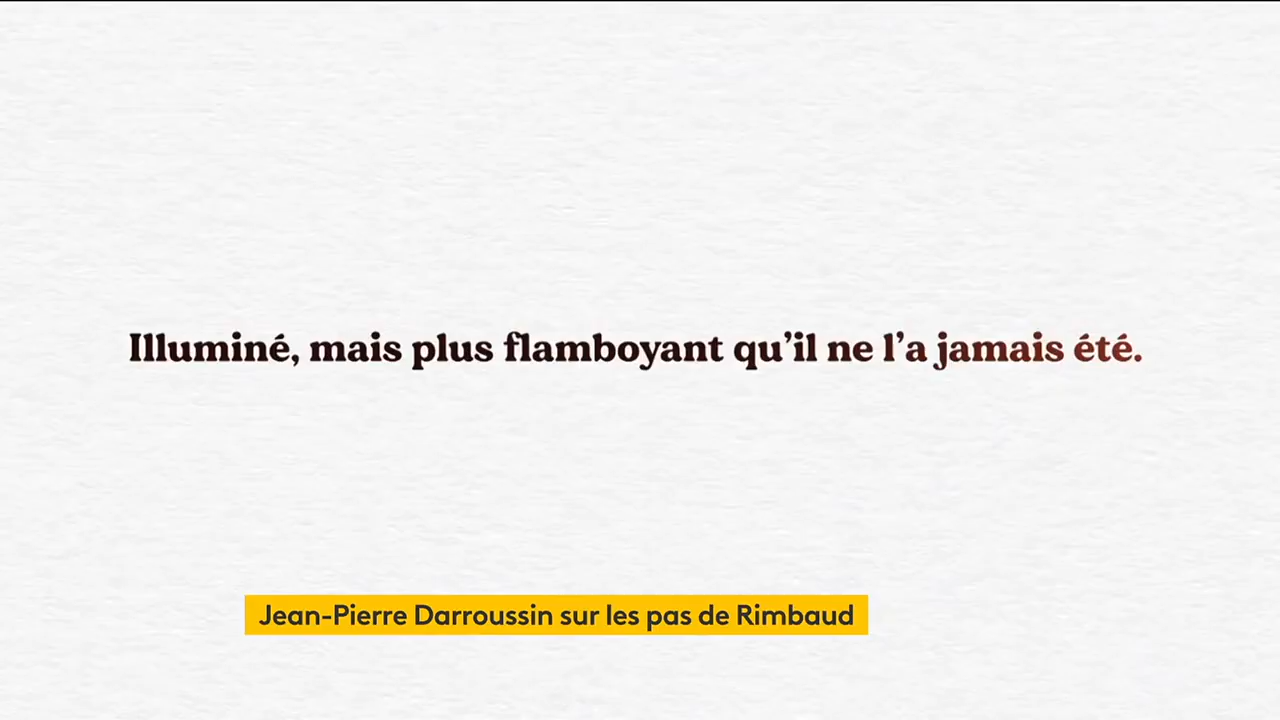 Illuminé, mais plus flamboyant qu’il ne l’a jamais été.
Jean-Pierre Darroussin sur les pas de Rimbaud